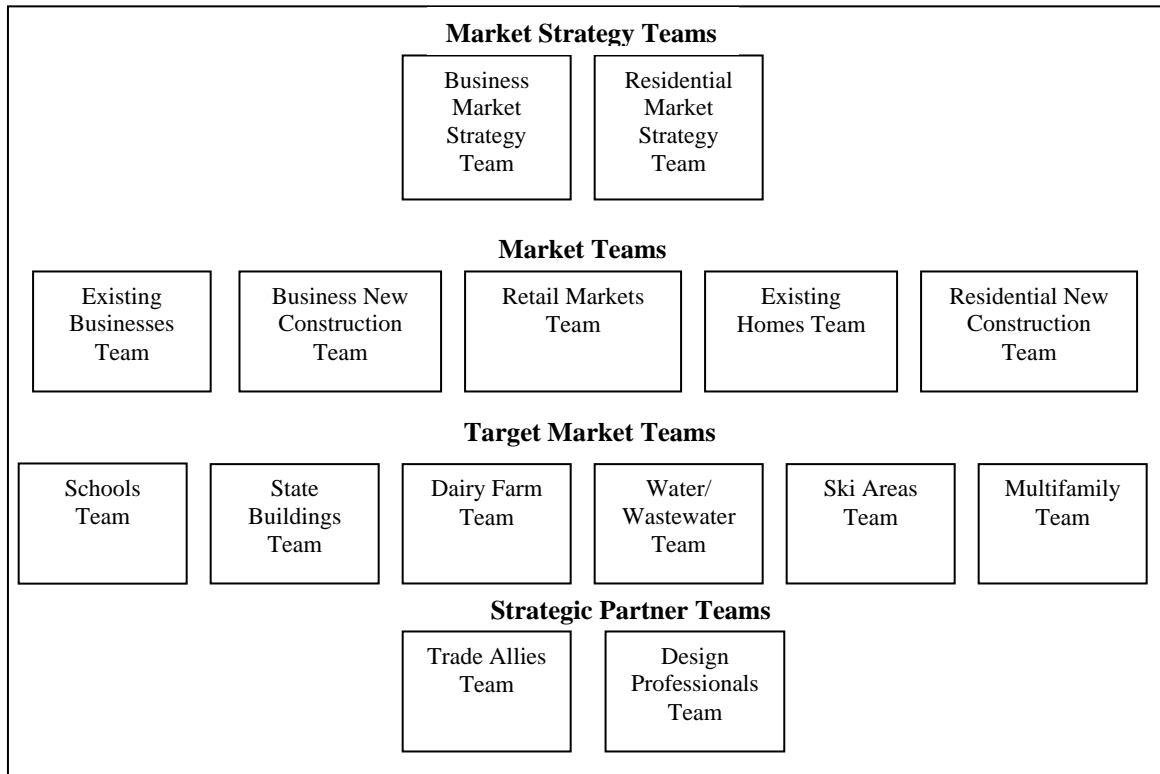 Market Strategy Teams
Business
Market
Strategy
Team
Residential
Market
Strategy
Team
Market Teams
Existing
Businesses
Team
Business New
Construction
Team
Retail Markets
Team
Existing
Homes Team
Residential New
Construction
Team
Target Market Teams
Schools
Team
State
Buildings
Team
Dairy Farm
Team
Water/
Wastewater
Team
Ski Areas
Team
Multifamily
Team
Strategic Partner Teams
Trade Allies
Team
Design
Professionals
Team